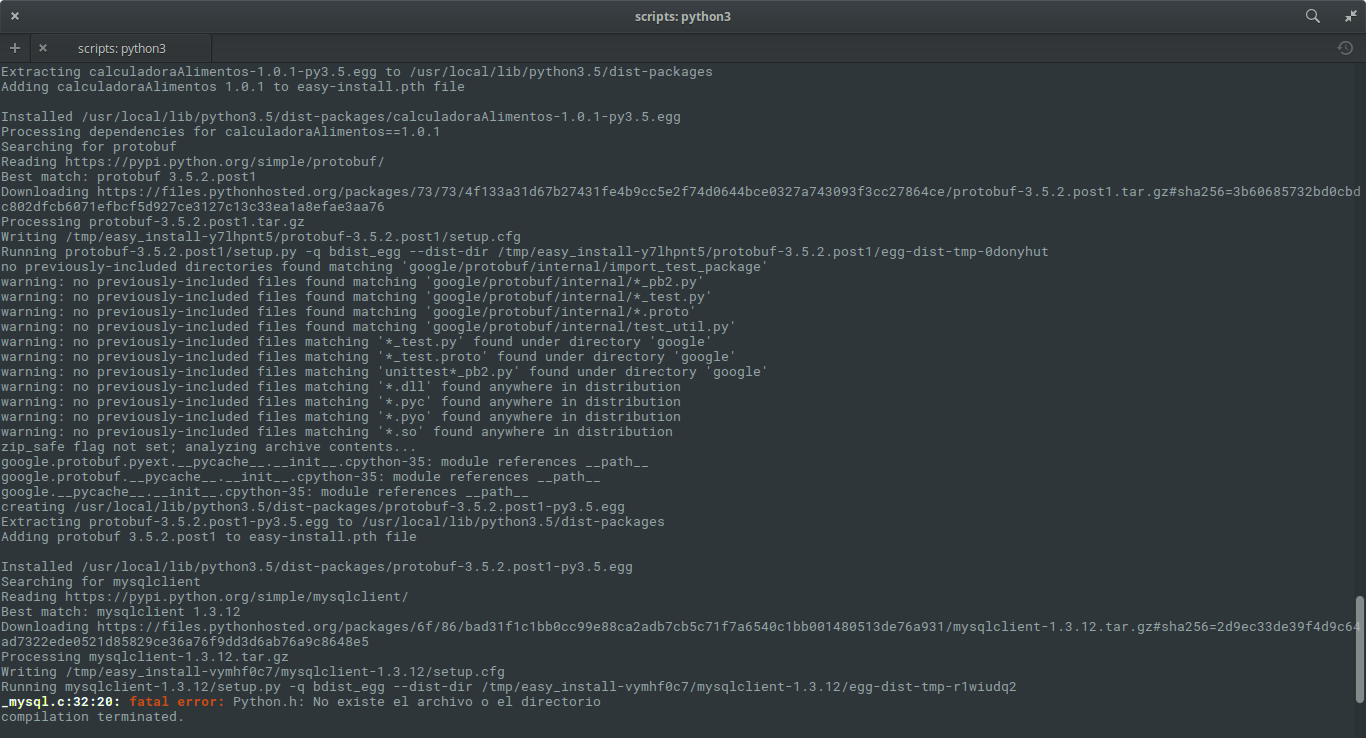 scripts: python3
scripts: python3
Extracting calculadoraAlimentos-1.0.1-py3.5.egg to /usr/local/lib/python3.5/dist-packages
Adding calculadoraAlimentos 1.0.1 to easy-install.pth file
Installed /usr/local/lib/python3.5/dist-packages/calculadoraAlimentos-1.0.1-py3.5.egg
Processing dependencies for calculadoraAlimentos==1.0.1
Searching for protobuf
Reading https://pypi.python.org/simple/protobuf/
Best match: protobuf 3.5.2.post1
Downloading https://files.pythonhosted.org/packages/73/73/4f133a31d67b27431fe4b9cc5e2f74d0644bce0327a743093f3cc27864ce/protobuf-3.5.2.post1.tar.gz#sha256=3b60685732bd0cbd
c802dfcb6071efbcf5d927ce3127c13c33ea1a8efae3aa76
Processing protobuf-3.5.2.post1.tar.gz
Writing /tmp/easy_install-y7lhpnt5/protobuf-3.5.2.post1/setup.cfg
Running protobuf-3.5.2.post1/setup.py -q bdist_egg --dist-dir /tmp/easy_install-y7lhpnt5/protobuf-3.5.2.post1/egg-dist-tmp-0donyhut
no previously-included directories found matching 'google/protobuf/internal/import_test_package'
warning: no previously-included files found matching 'google/protobuf/internal/*_pb2.py'
warning: no previously-included files found matching 'google/protobuf/internal/*_test.py'
warning: no previously-included files found matching 'google/protobuf/internal/*.proto'
warning: no previously-included files found matching 'google/protobuf/internal/test_util.py'
warning: no previously-included files matching '*_test.py' found under directory 'google'
warning: no previously-included files matching '*_test.proto' found under directory 'google'
warning: no previously-included files matching 'unittest*_pb2.py' found under directory 'google'
warning: no previously-included files matching '*.dll' found anywhere in distribution
warning: no previously-included files matching '*.pyc' found anywhere in distribution
warning: no previously-included files matching '*.pyo' found anywhere in distribution
warning: no previously-included files matching '*.so' found anywhere in distribution
zip_safe flag not set; analyzing archive contents...
google.protobuf.pyext.__pycache__.__init__.cpython-35: module references __path__
google.protobuf.__pycache__.__init__.cpython-35: module references __path__
google.__pycache__.__init__.cpython-35: module references __path__
creating /usr/local/lib/python3.5/dist-packages/protobuf-3.5.2.post1-py3.5.egg
Extracting protobuf-3.5.2.post1-py3.5.egg to /usr/local/lib/python3.5/dist-packages
Adding protobuf 3.5.2.post1 to easy-install.pth file
Installed /usr/local/lib/python3.5/dist-packages/protobuf-3.5.2.post1-py3.5.egg
Searching for mysqlclient
Reading https://pypi.python.org/simple/mysqlclient/
Best match: mysqlclient 1.3.12
Downloading https://files.pythonhosted.org/packages/6f/86/bad31f1c1bb0cc99e88ca2adb7cb5c71f7a6540c1bb001480513de76a931/mysqlclient-1.3.12.tar.gz#sha256=2d9ec33de39f4d9c64
ad7322ede0521d85829ce36a76f9dd3d6ab76a9c8648e5
Processing mysqlclient-1.3.12.tar.gz
Writing /tmp/easy_install-vymhf0c7/mysqlclient-1.3.12/setup.cfg
Running mysqlclient-1.3.12/setup.py -q bdist_egg --dist-dir /tmp/easy_install-vymhf0c7/mysqlclient-1.3.12/egg-dist-tmp-r1wiudq2
_mysql.c:32:20: fatal error: Python.h: No existe el archivo o el directorio
compilation terminated.